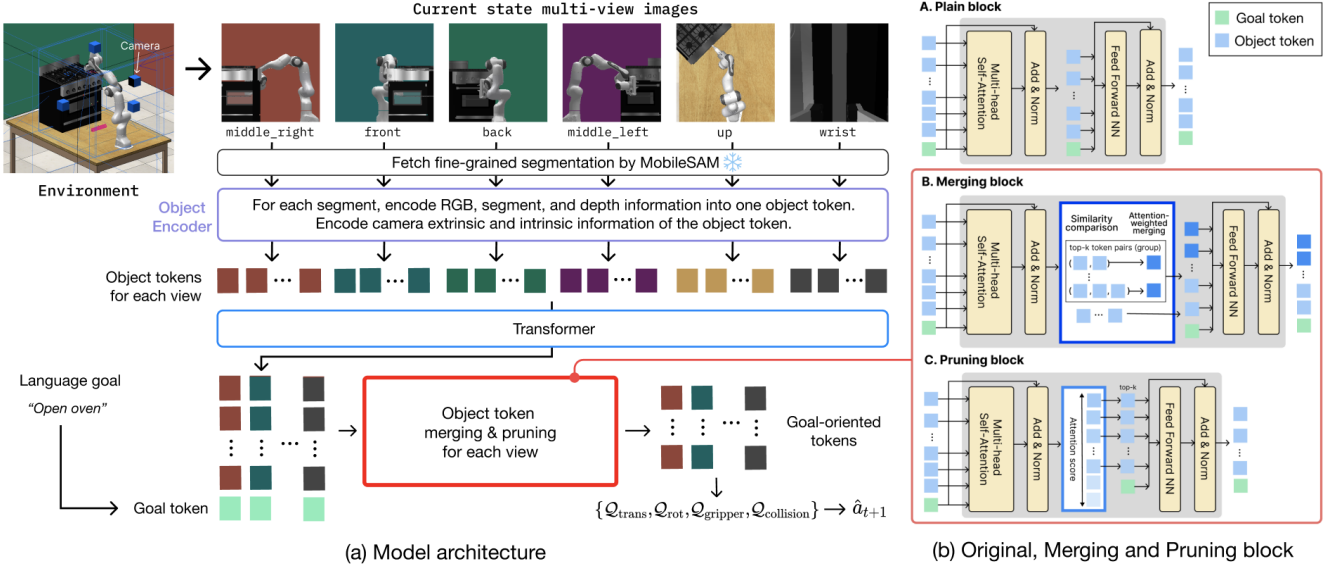 Current state multi-view images
Camera
Environment
middle_right
front
back
middle_left
up
wrist
Fetch fine-grained segmentation by MobileSAM ❄️
Object
Encoder
For each segment, encode RGB, segment, and depth information into one object token.
Encode camera extrinsic and intrinsic information of the object token.
Object tokens
for each view
Transformer
Language goal
“Open oven”
Goal token
Object token
merging & pruning
for each view
Goal-oriented
tokens
{𝒬trans, 𝒬rot, 𝒬gripper, 𝒬collision} → ât+1
(a) Model architecture
A. Plain block
Goal token
Object token
Multi-head
Self-Attention
Add & Norm
Feed Forward NN
Add & Norm
B. Merging block
Multi-head
Self-Attention
Add & Norm
Similarity
comparison
Attention-
weighted
merging
top-k token pairs (group)
( , )
( , , )
Feed Forward NN
Add & Norm
C. Pruning block
Multi-head
Self-Attention
Add & Norm
Attention score
top-k
Feed Forward NN
Add & Norm
(b) Original, Merging and Pruning block